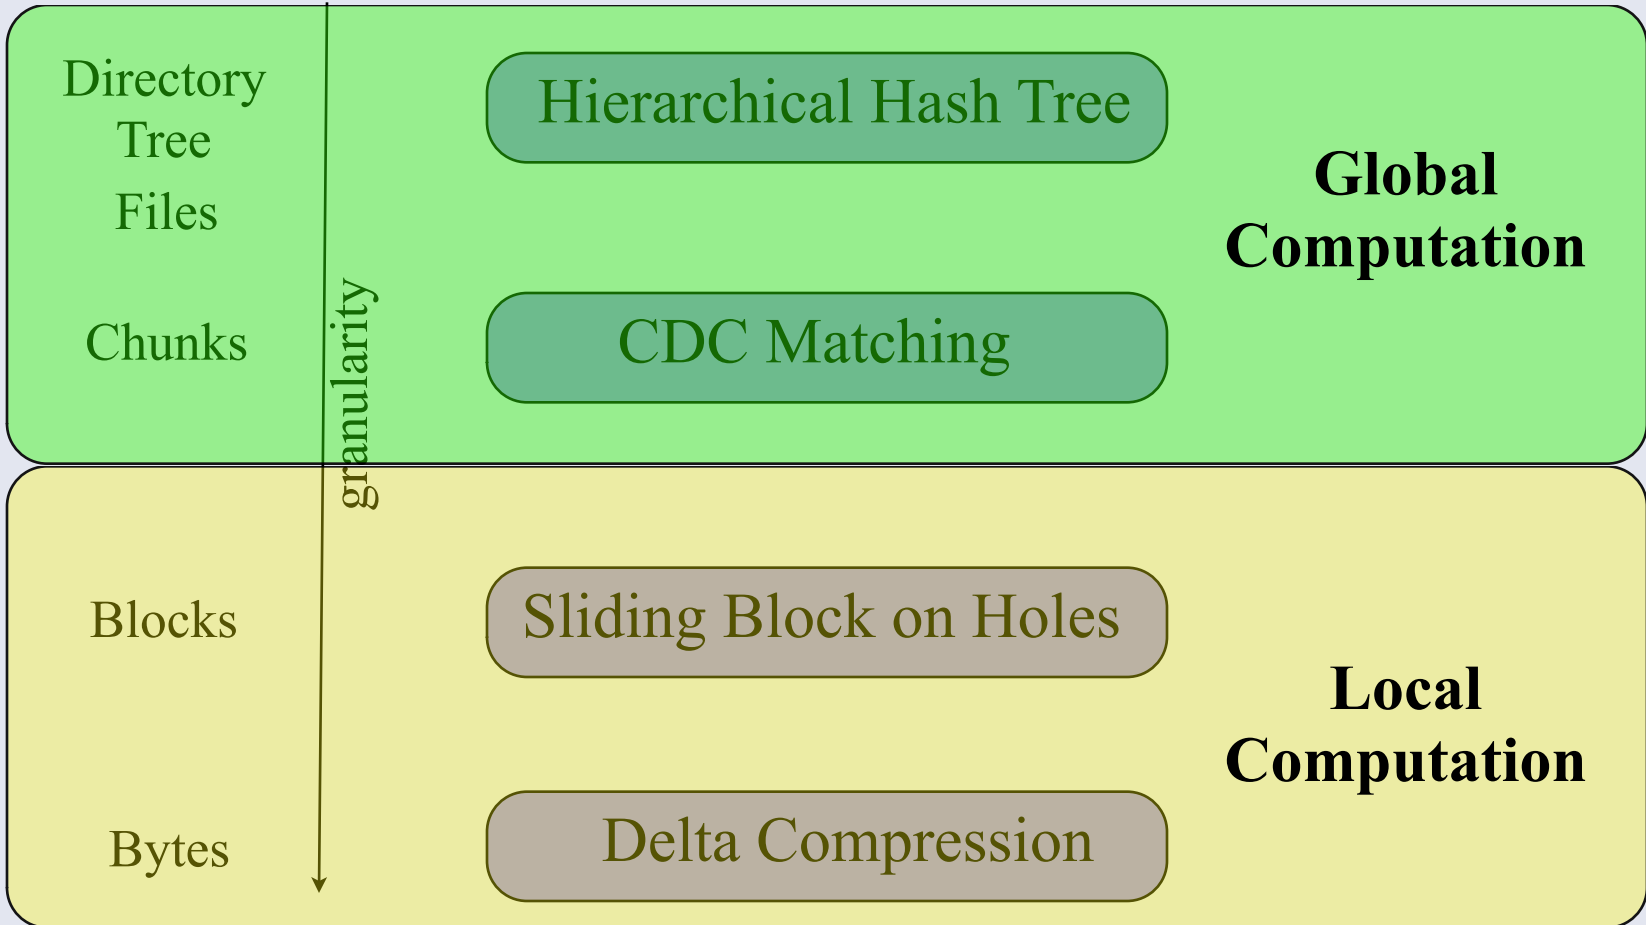 Directory
Tree
Files
Hierarchical Hash Tree
Global
Computation
granularity
Chunks
CDC Matching
Blocks
Sliding Block on Holes
Local
Computation
Bytes
Delta Compression